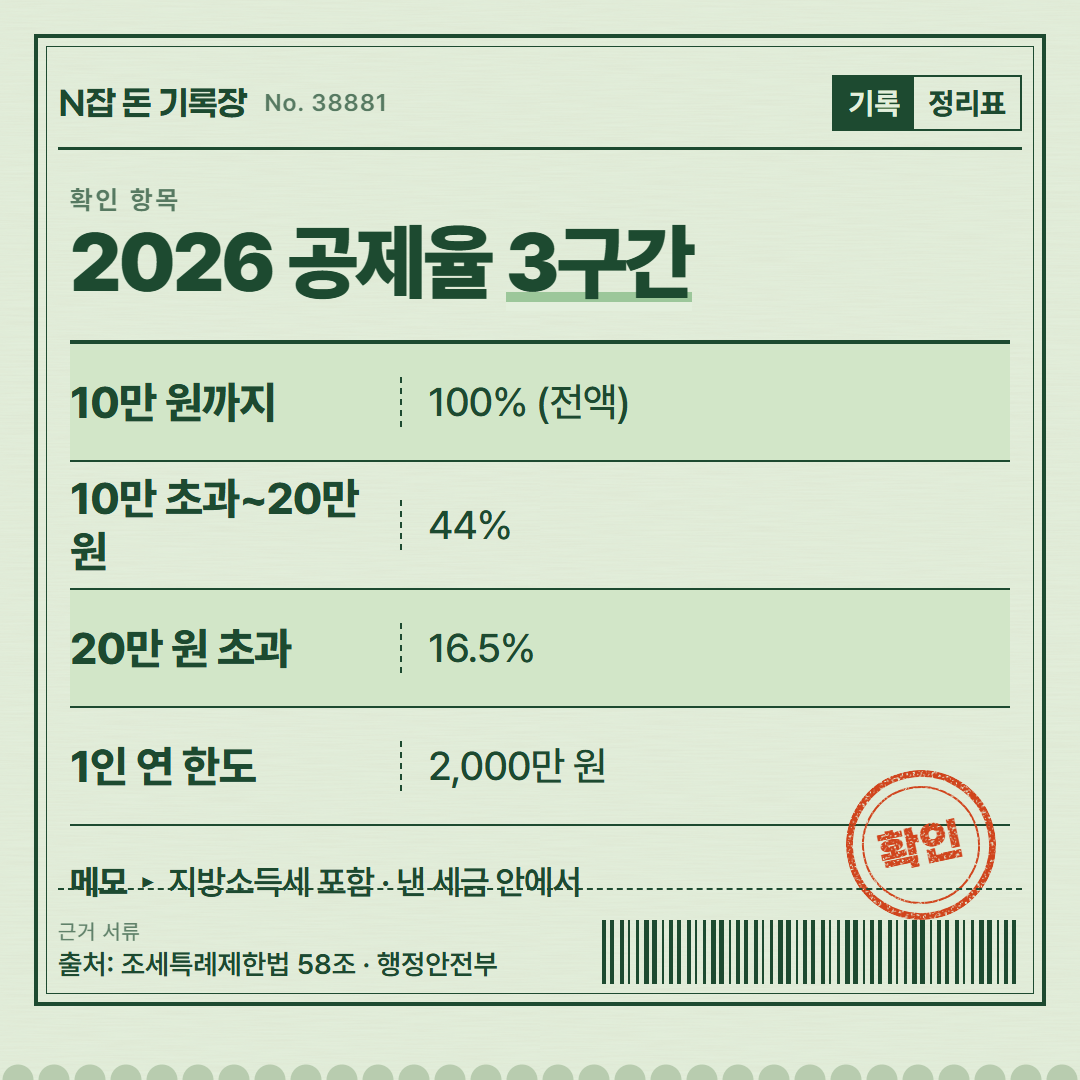 N잡 돈 기록장 No. 38881
기록 정리표
확인 항목
2026 공제율 3구간
10만 원까지 100% (전액)
10만 초과~20만
원
44%
20만 원 초과 16.5%
1인 연 한도 2,000만 원
확인
메모 ▸ 지방소득세 포함 · 낸 세금 안에서
근거 서류
출처: 조세특례제한법 58조 · 행정안전부